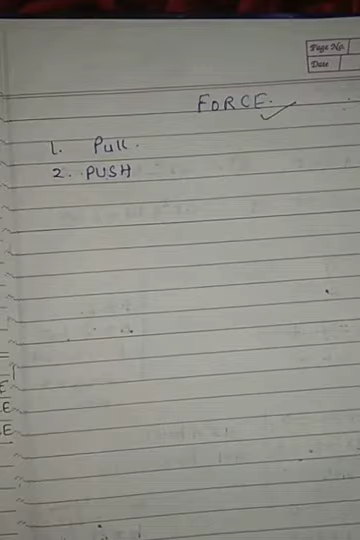 Page No.
Date
FORCE.
1. Pull.
2. PUSH
E
E
E